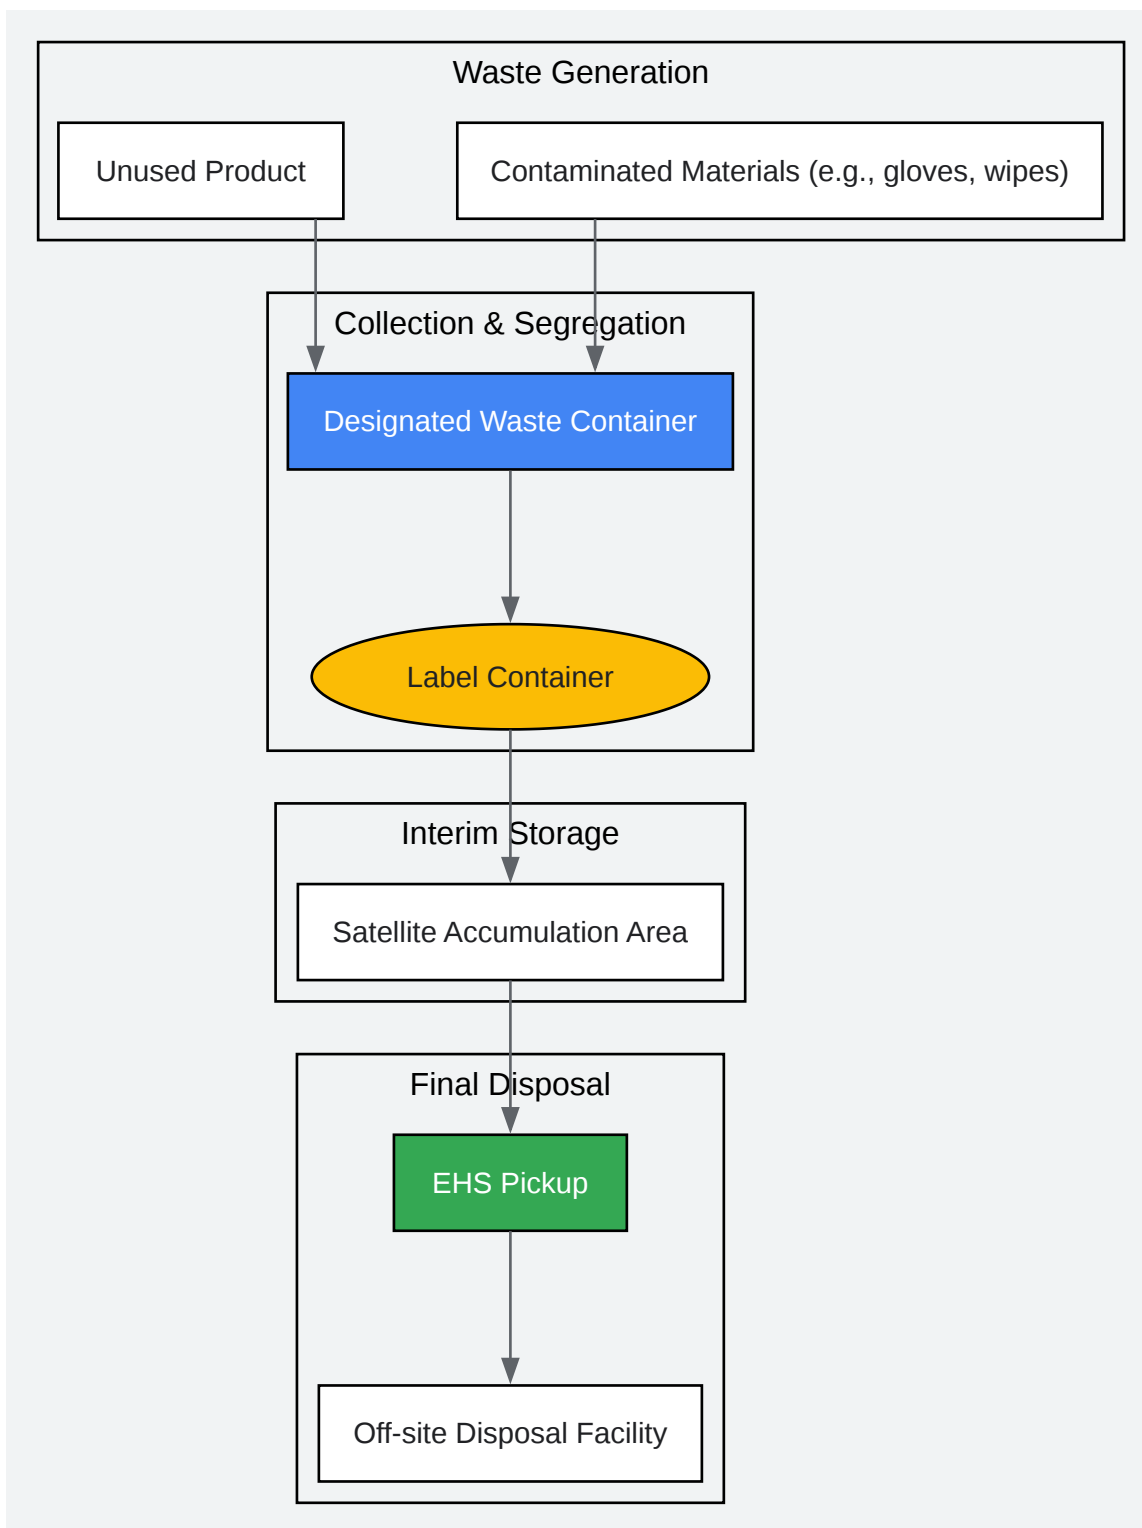 Waste Generation
Unused Product
Contaminated Materials (e.g., gloves, wipes)
Collection & Segregation
Designated Waste Container
Label Container
Interim Storage
Satellite Accumulation Area
Final Disposal
EHS Pickup
Off-site Disposal Facility